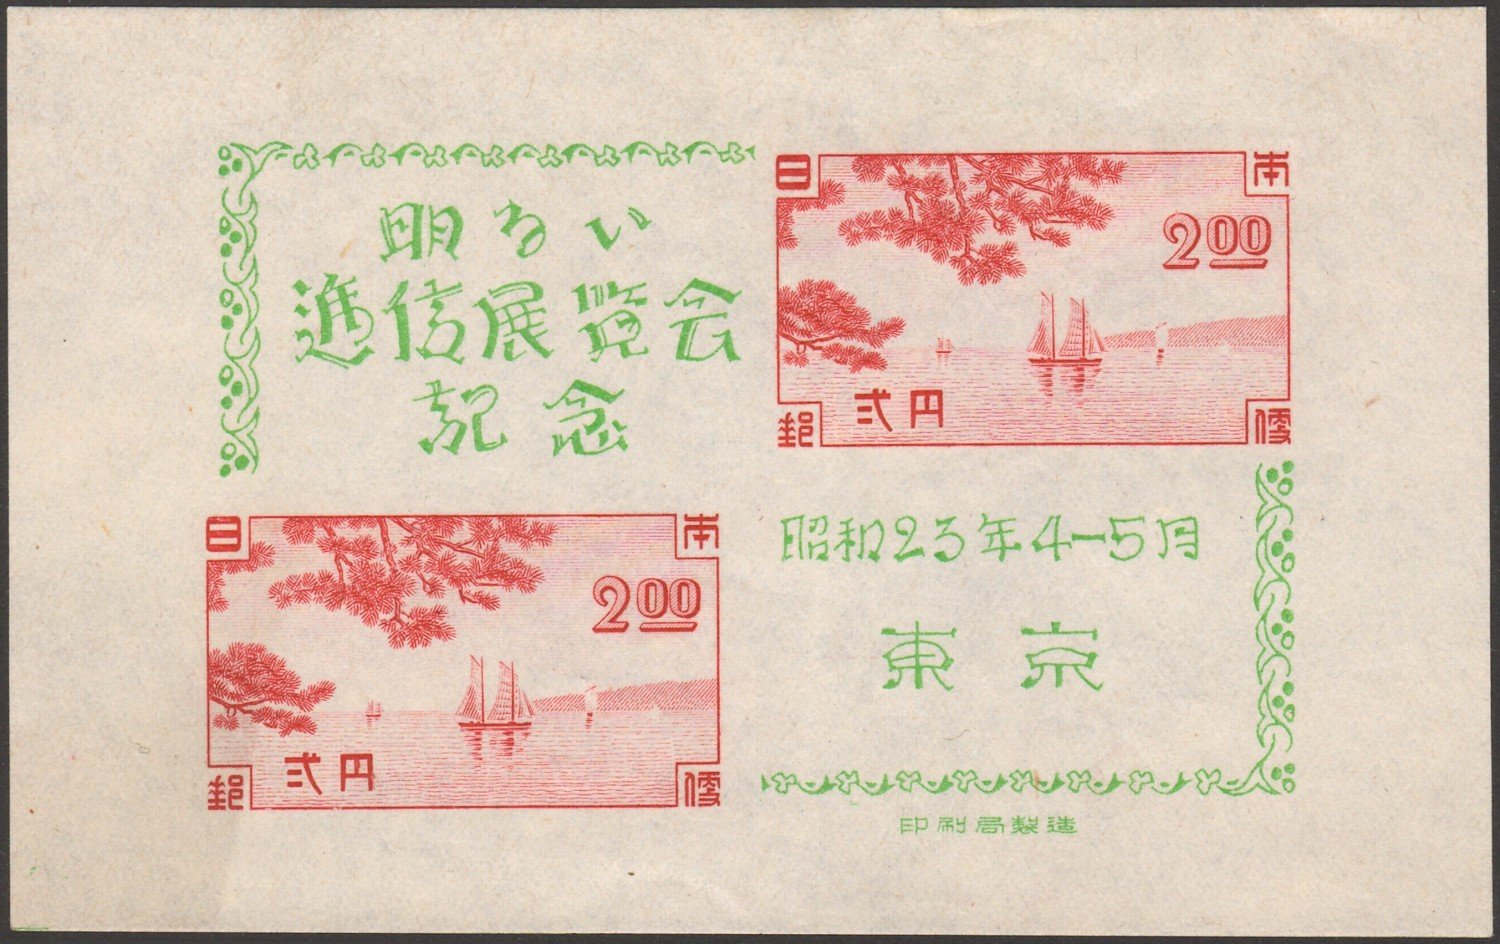 明るい
逓信展覧会
記念
日本
2.00
弐円
郵便
日本
2.00
弐円
郵便
昭和23年4-5月
東京
印刷局製造